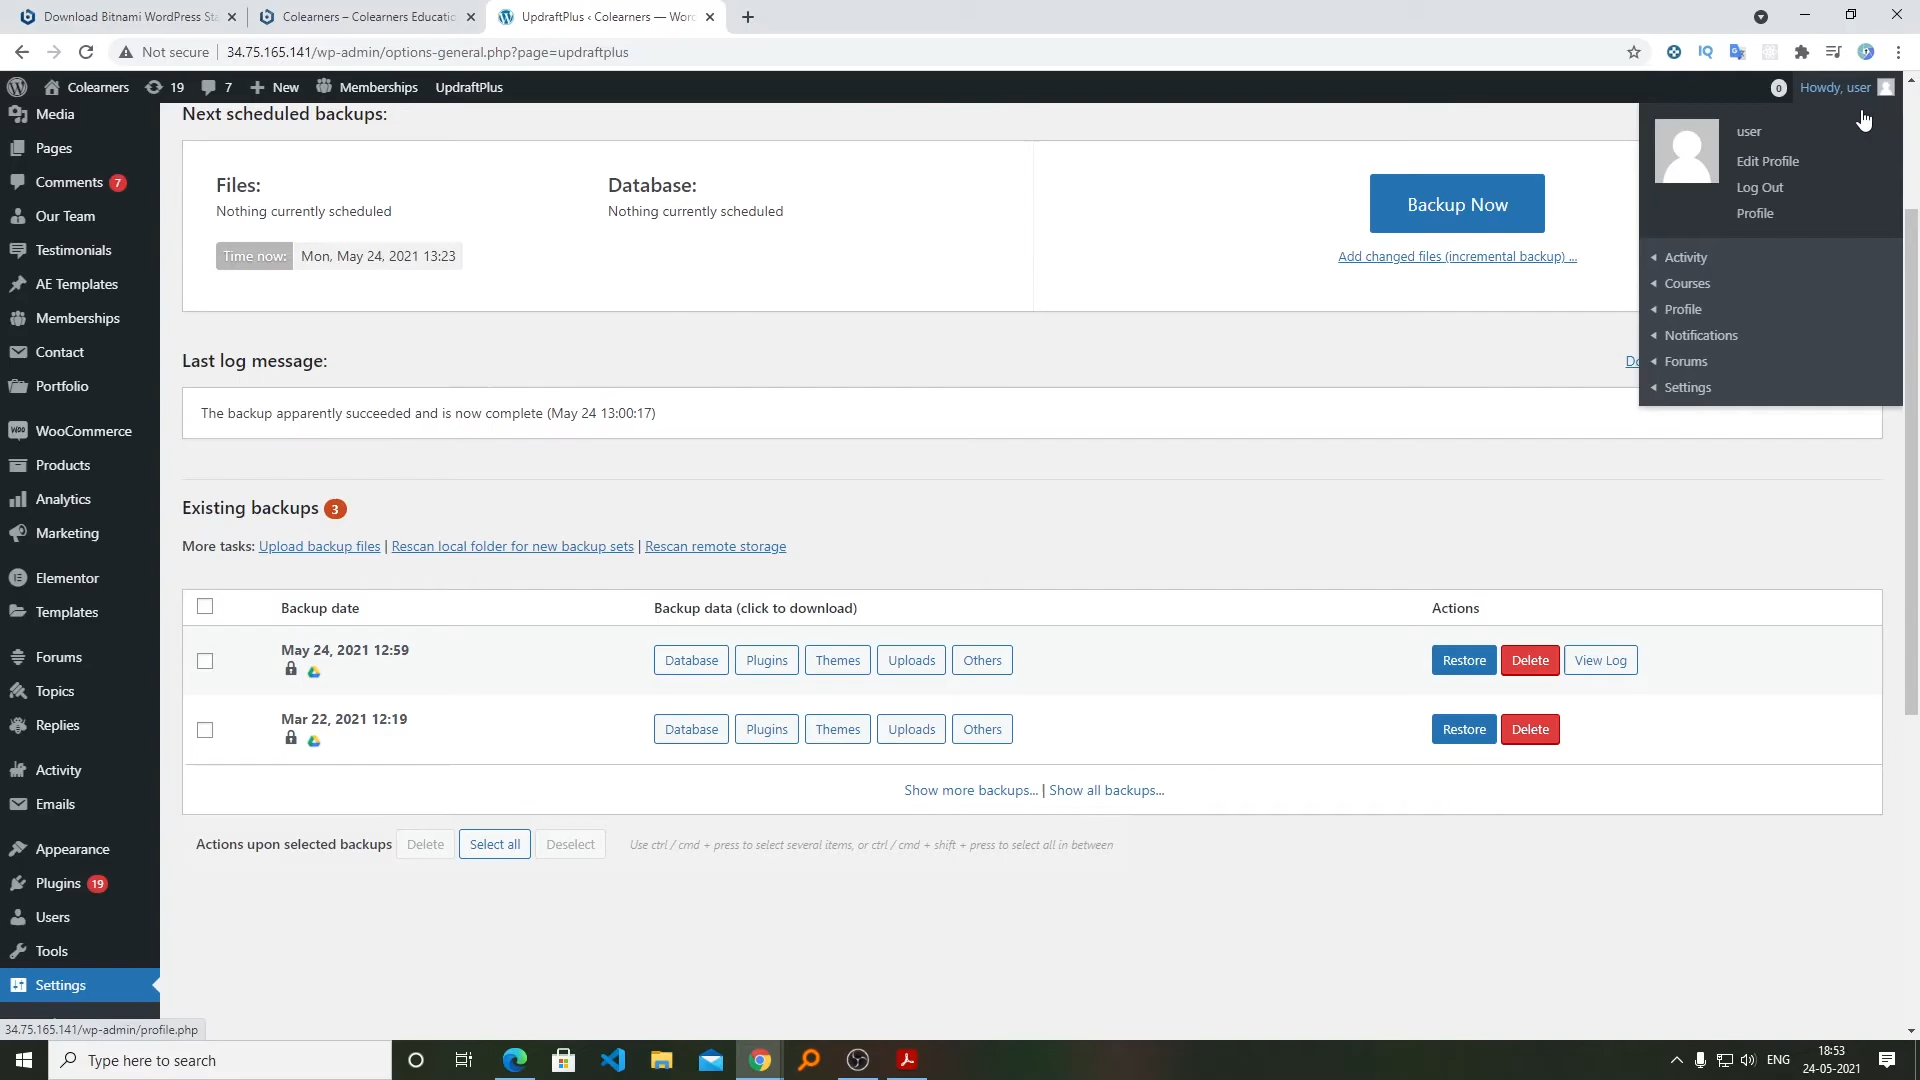 Download Bitnami WordPress Sta
Colearners – Colearners Educatio
UpdraftPlus ‹ Colearners — Wor
Not secure
34.75.165.141/wp-admin/options-general.php?page=updraftplus
Colearners
19
7
New
Memberships
UpdraftPlus
0
Howdy, user
Media
Pages
Comments 7
Our Team
Testimonials
AE Templates
Memberships
Contact
Portfolio
WooCommerce
Products
Analytics
Marketing
Elementor
Templates
Forums
Topics
Replies
Activity
Emails
Appearance
Plugins 19
Users
Tools
Settings
34.75.165.141/wp-admin/profile.php
Next scheduled backups:
Files:
Nothing currently scheduled
Database:
Nothing currently scheduled
Time now: Mon, May 24, 2021 13:23
Backup Now
Add changed files (incremental backup) ...
user
Edit Profile
Log Out
Profile
Activity
Courses
Profile
Notifications
Forums
Settings
Last log message:
Do
The backup apparently succeeded and is now complete (May 24 13:00:17)
Existing backups 3
More tasks: Upload backup files | Rescan local folder for new backup sets | Rescan remote storage
Backup date
Backup data (click to download)
Actions
May 24, 2021 12:59
Database Plugins Themes Uploads Others
Restore Delete View Log
Mar 22, 2021 12:19
Database Plugins Themes Uploads Others
Restore Delete
Show more backups... | Show all backups...
Actions upon selected backups Delete Select all Deselect Use ctrl / cmd + press to select several items, or ctrl / cmd + shift + press to select all in between
Type here to search
ENG
18:53
24-05-2021